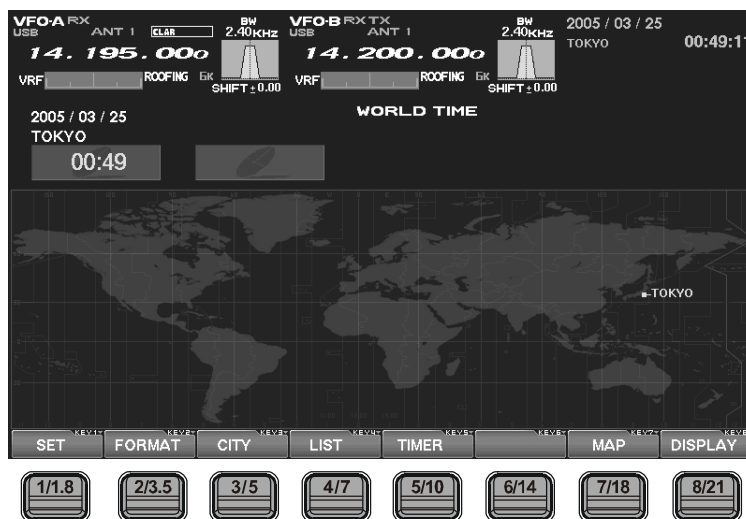 VFO-A RX
USB ANT 1 CLAR
BW
2.40KHZ
14.195.000
VRF ROOFING 6K
SHIFT±0.00
VFO-B RX TX
USB ANT 1
BW
2.40KHZ
14.200.000
VRF ROOFING 6K
SHIFT±0.00
2005 / 03 / 25
TOKYO 00:49:11
WORLD TIME
2005 / 03 / 25
TOKYO
00:49
TOKYO
KEY1 KEY2 KEY3 KEY4 KEY5 KEY6 KEY7 KEY8
SET FORMAT CITY LIST TIMER MAP DISPLAY
1/1.8 2/3.5 3/5 4/7 5/10 6/14 7/18 8/21